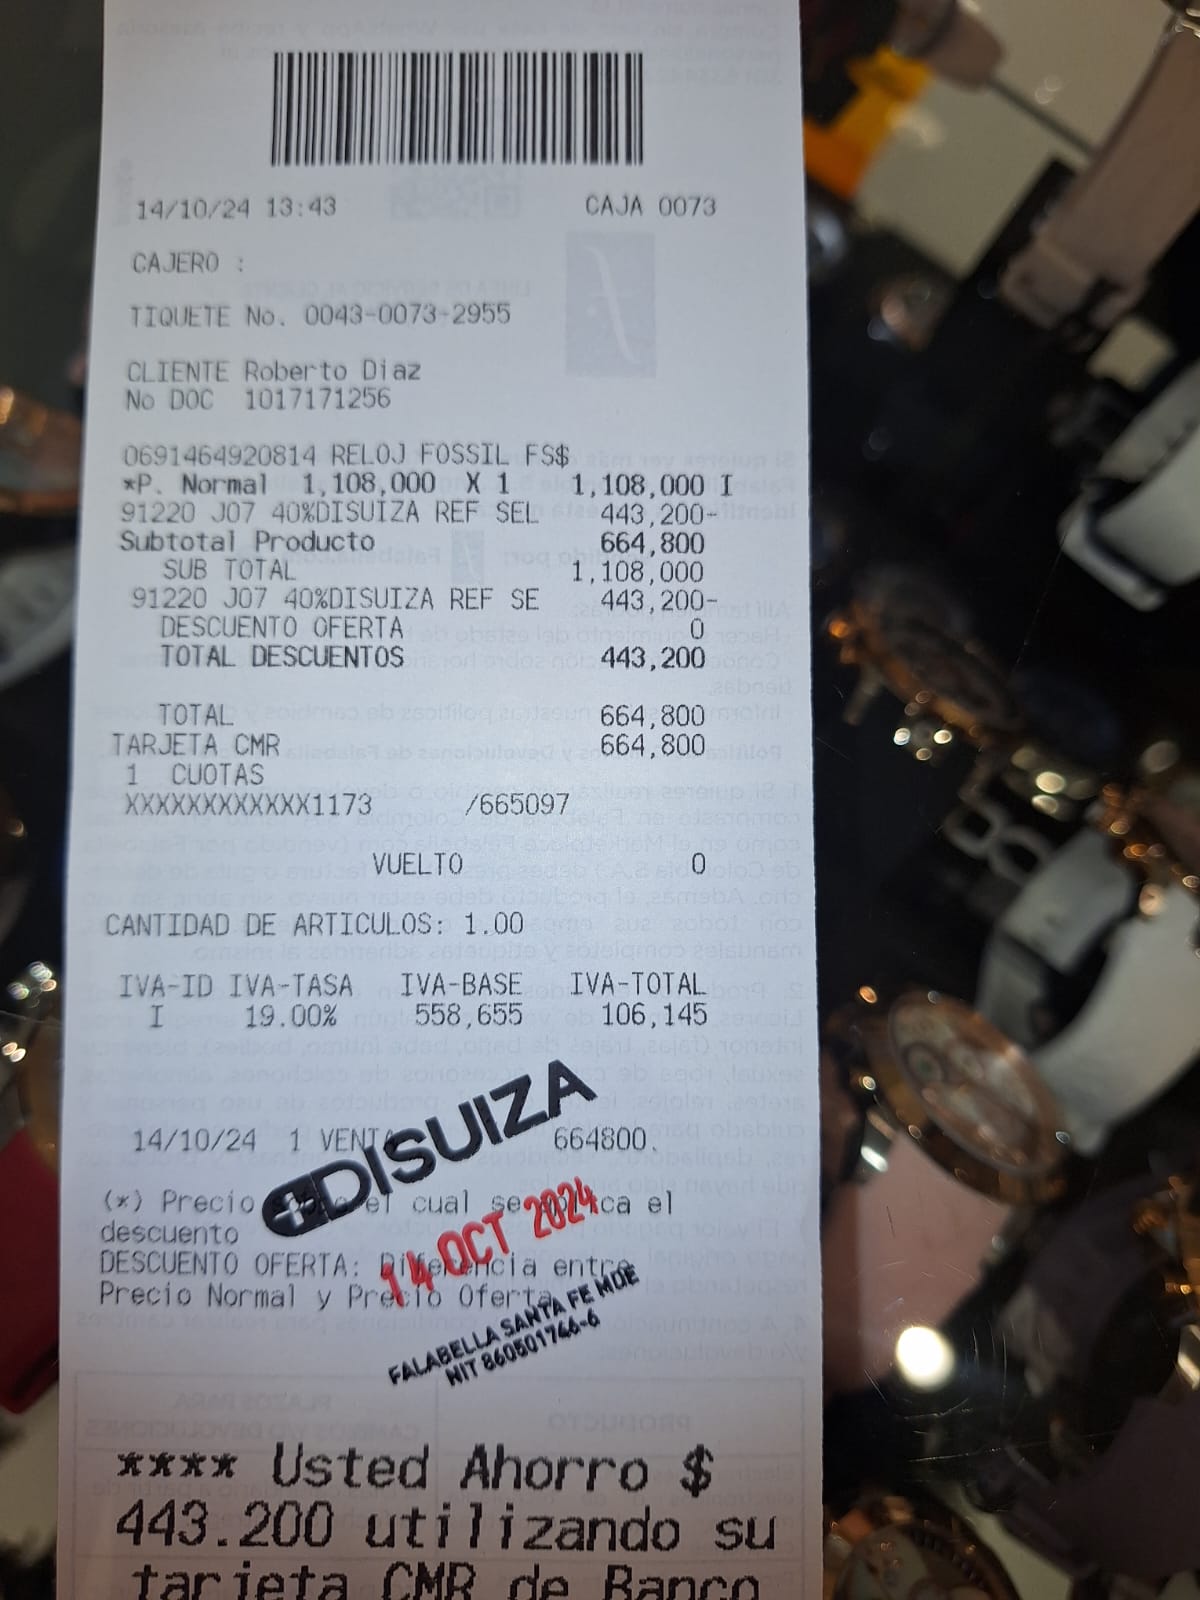 14/10/24 13:43 CAJA 0073
CAJERO :
TIQUETE No. 0043-0073-2955
CLIENTE Roberto Diaz
No DOC 1017171256
0691464920814 RELOJ FOSSIL FS$
*P. Normal 1,108,000 X 1 1,108,000 I
91220 J07 40%DISUIZA REF SEL 443,200-
Subtotal Producto 664,800
SUB TOTAL 1,108,000
91220 J07 40%DISUIZA REF SE 443,200-
DESCUENTO OFERTA 0
TOTAL DESCUENTOS 443,200
TOTAL 664,800
TARJETA CMR 664,800
1 CUOTAS
XXXXXXXXXXXX1173 /665097
VUELTO 0
CANTIDAD DE ARTICULOS: 1.00
IVA-ID IVA-TASA IVA-BASE IVA-TOTAL
I 19.00% 558,655 106,145
14/10/24 1 VENTA 664800.
DISUIZA
(*) Precio sobre el cual se aplica el
descuento
14 OCT 2024
DESCUENTO OFERTA: Diferencia entre
Precio Normal y Precio Oferta
FALABELLA SANTA FE MDE
NIT 860501766-6
**** Usted Ahorro $
443.200 utilizando su
tarjeta CMR de Banco